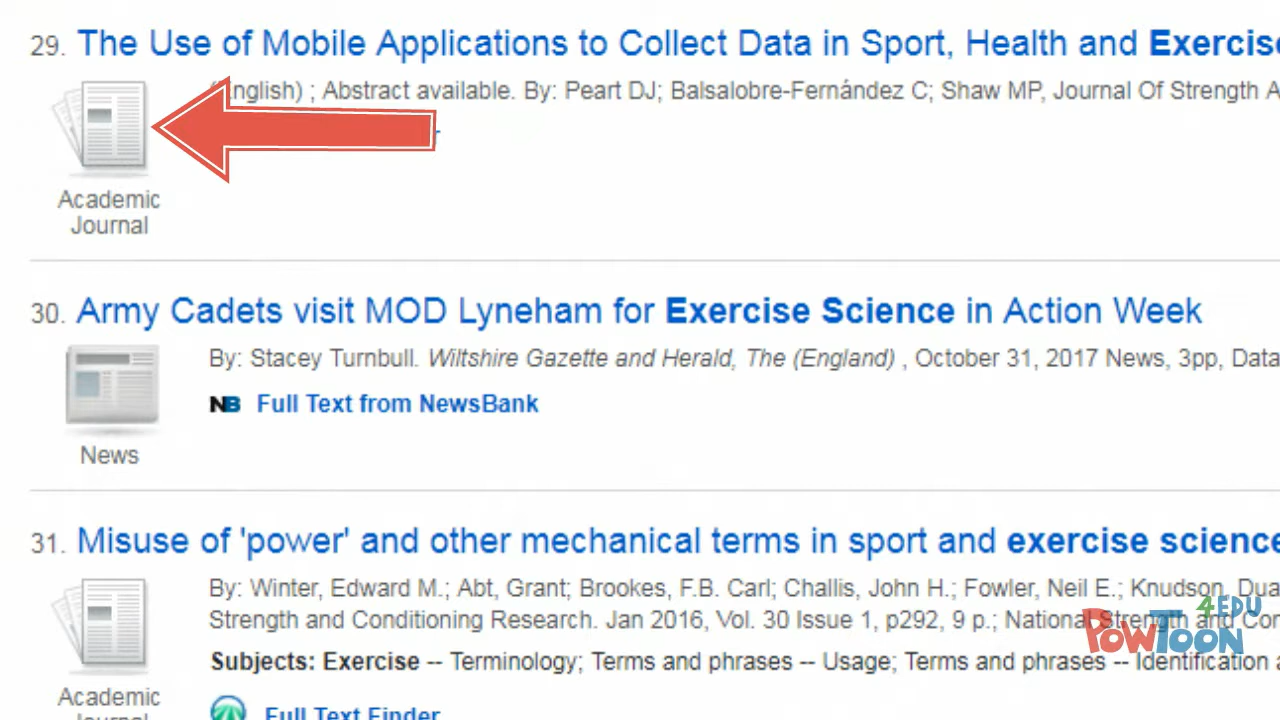 29. The Use of Mobile Applications to Collect Data in Sport, Health and Exercise
(English) ; Abstract available. By: Peart DJ; Balsalobre-Fernández C; Shaw MP, Journal Of Strength A
Academic
Journal
30. Army Cadets visit MOD Lyneham for Exercise Science in Action Week
By: Stacey Turnbull. Wiltshire Gazette and Herald, The (England) , October 31, 2017 News, 3pp, Data
NB Full Text from NewsBank
News
31. Misuse of 'power' and other mechanical terms in sport and exercise science
By: Winter, Edward M.; Abt, Grant; Brookes, F.B. Carl; Challis, John H.; Fowler, Neil E.; Knudson, Dua
Strength and Conditioning Research. Jan 2016, Vol. 30 Issue 1, p292, 9 p.; National Strength and Con
Subjects: Exercise -- Terminology; Terms and phrases -- Usage; Terms and phrases -- Identification a
Academic
Journal
Full Text Finder
POWTOON 4EDU